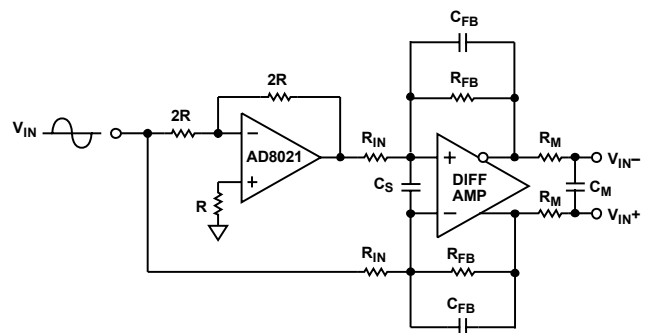 C_FB
2R
R_FB
V_IN
2R
R_IN
R_M
V_IN–
−
AD8021
+
+
DIFF
AMP
−
C_S
C_M
R
R_M
V_IN+
R_IN
R_FB
C_FB